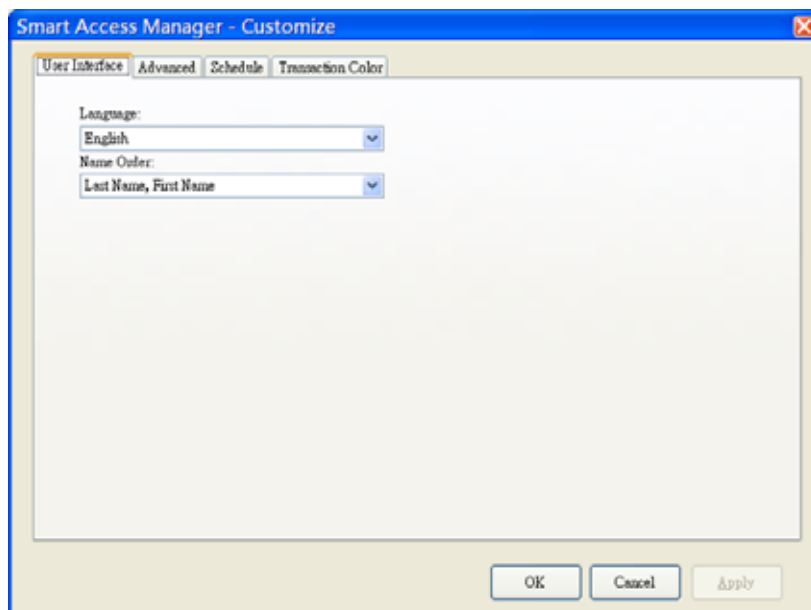 Smart Access Manager - Customize
User Interface Advanced Schedule Transaction Color
Language:
English
Name Order:
Last Name, First Name
OK Cancel Apply